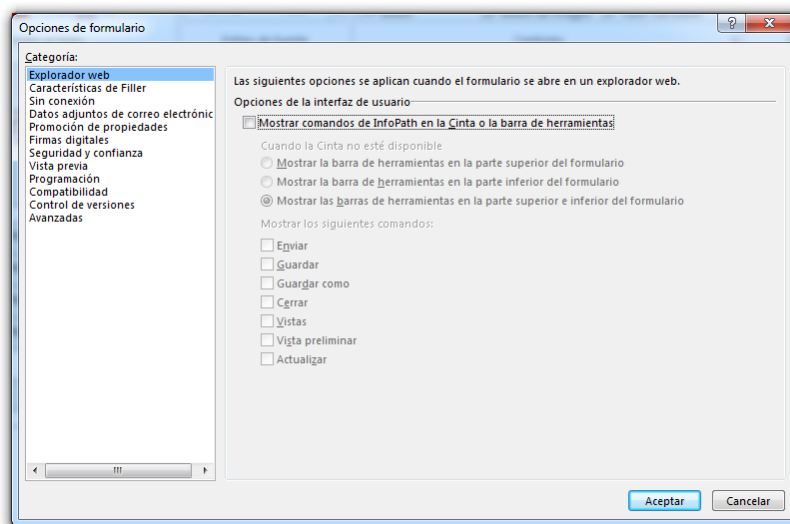 Opciones de formulario
Categoría:
Explorador web
Características de Filler
Sin conexión
Datos adjuntos de correo electrónic
Promoción de propiedades
Firmas digitales
Seguridad y confianza
Vista previa
Programación
Compatibilidad
Control de versiones
Avanzadas
Las siguientes opciones se aplican cuando el formulario se abre en un explorador web.
Opciones de la interfaz de usuario
Mostrar comandos de InfoPath en la Cinta o la barra de herramientas
Cuando la Cinta no esté disponible
Mostrar la barra de herramientas en la parte superior del formulario
Mostrar la barra de herramientas en la parte inferior del formulario
Mostrar las barras de herramientas en la parte superior e inferior del formulario
Mostrar los siguientes comandos:
Enviar
Guardar
Guardar como
Cerrar
Vistas
Vista preliminar
Actualizar
Aceptar
Cancelar